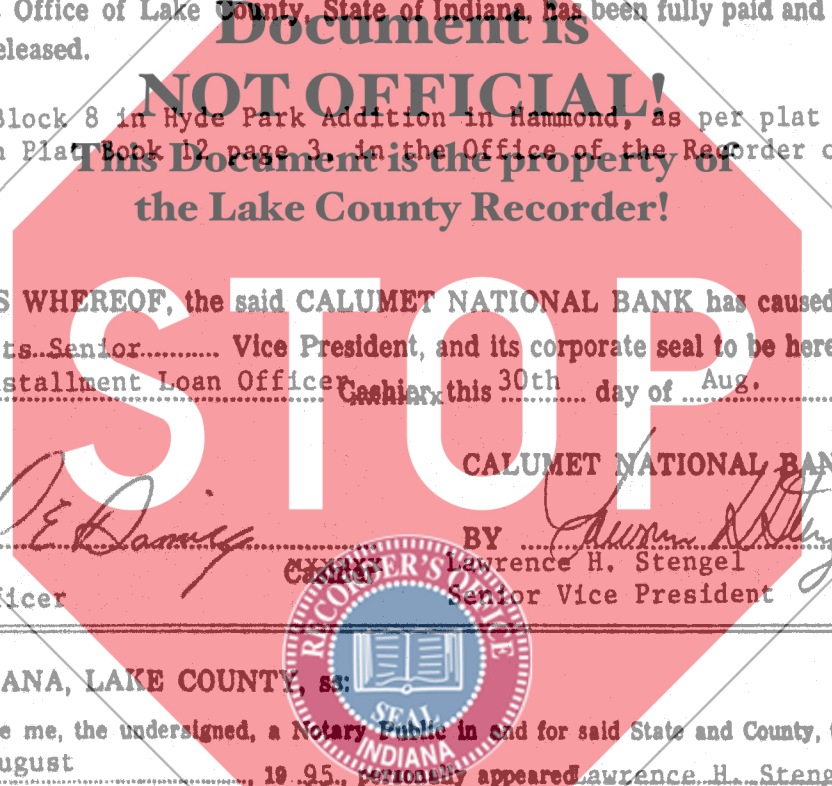 Office of Lake County, State of Indiana, has been fully paid and
eleased.
Document is
NOT OFFICIAL!
Block 8 in Hyde Park Addition in Hammond, as per plat
n Plat Book 12 page 3, in the Office of the Recorder o
This Document is the property of
the Lake County Recorder!
STOP
S WHEREOF, the said CALUMET NATIONAL BANK has caused
ts Senior Vice President, and its corporate seal to be here
stallment Loan Officer Cashier this 30th day of Aug.
CALUMET NATIONAL BAN
BY
Cashier Lawrence H. Stengel
ficer Senior Vice President
RECORDER'S OFFICE
SEAL
INDIANA
ANA, LAKE COUNTY, ss:
e me, the undersigned, a Notary Public in and for said State and County,
ugust , 19 95, personally appeared Lawrence H. Steng